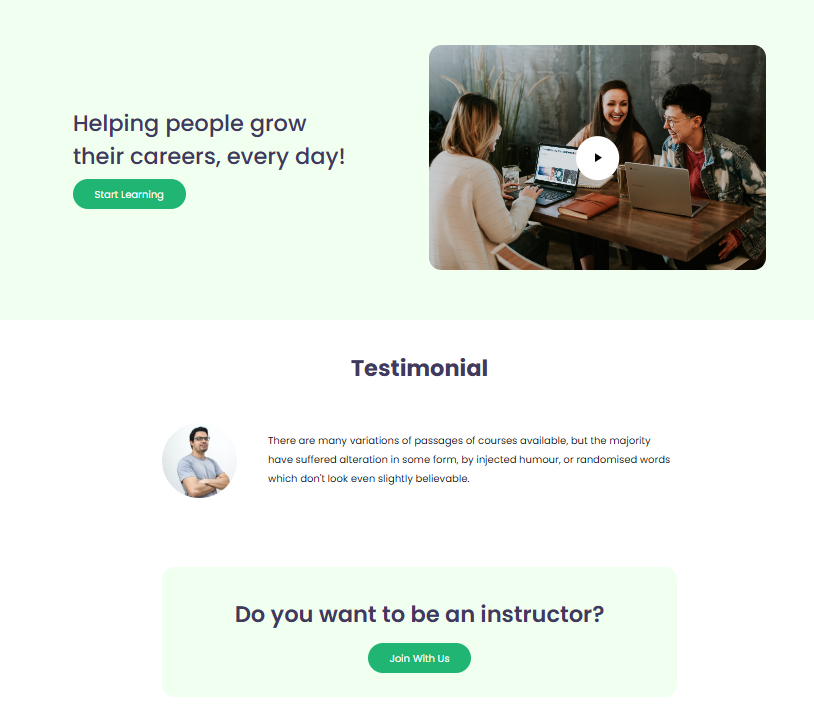 Helping people grow
their careers, every day!
Start Learning
Testimonial
There are many variations of passages of courses available, but the majority
have suffered alteration in some form, by injected humour, or randomised words
which don't look even slightly believable.
Do you want to be an instructor?
Join With Us